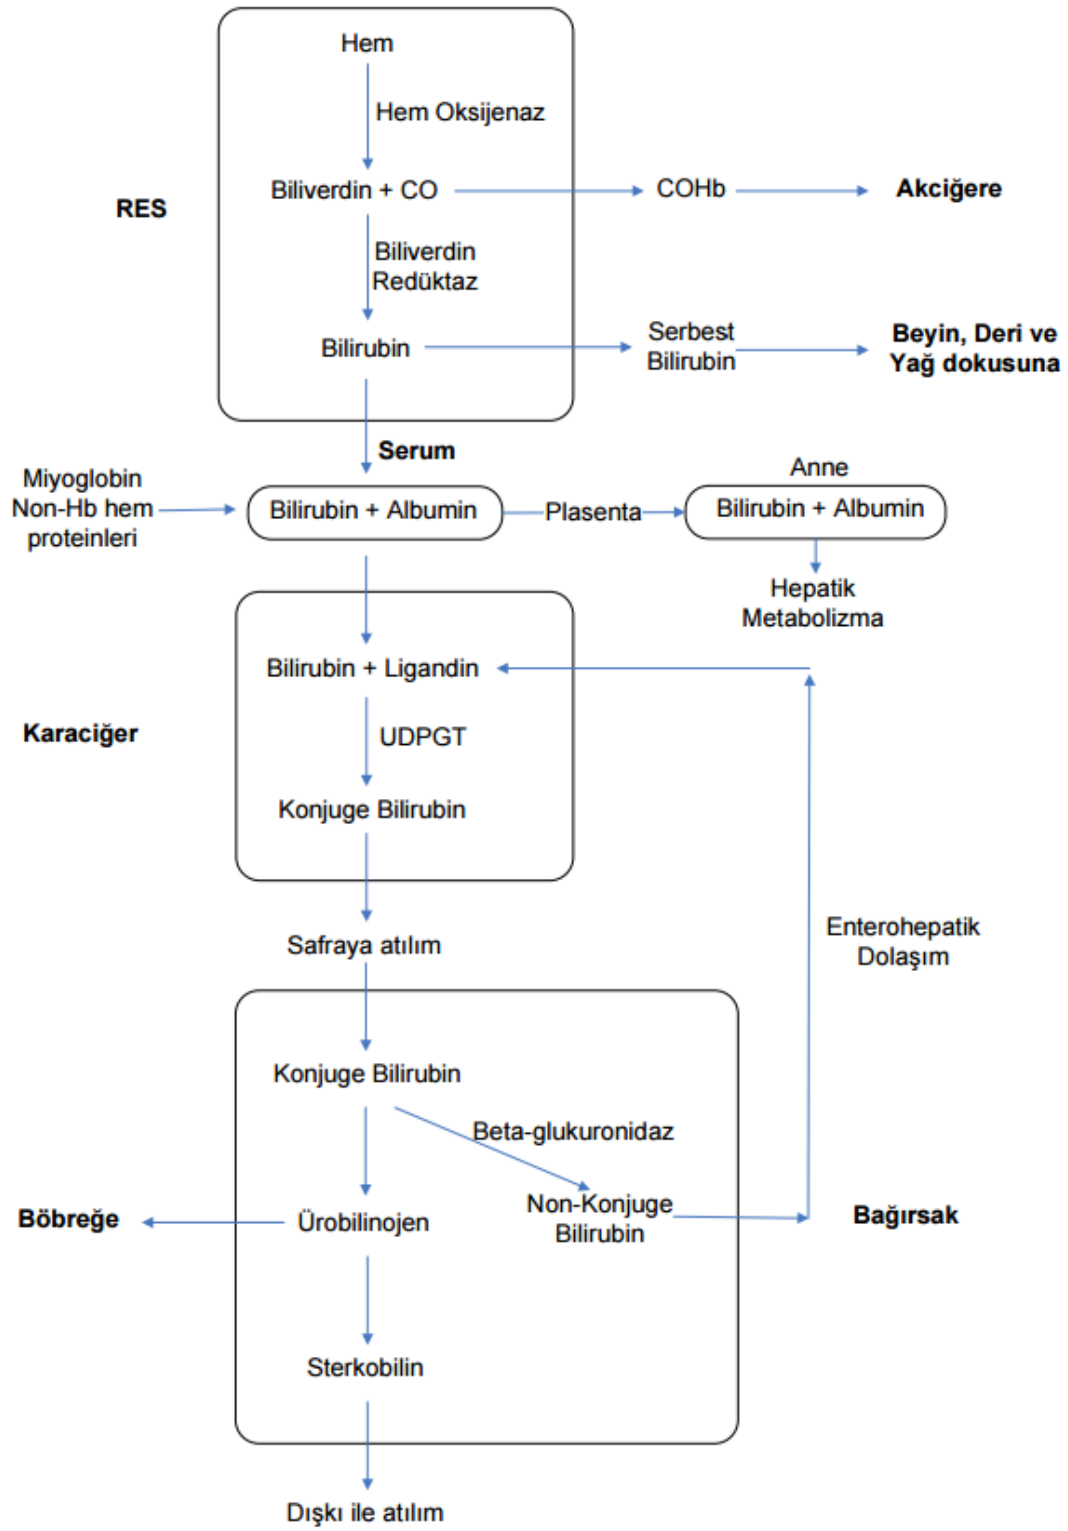 Hem
Hem Oksijenaz
Biliverdin + CO
COHb
Akciğere
RES
Biliverdin
Redüktaz
Bilirubin
Serbest
Bilirubin
Beyin, Deri ve
Yağ dokusuna
Serum
Miyoglobin
Non-Hb hem
proteinleri
Bilirubin + Albumin
Plasenta
Anne
Bilirubin + Albumin
Hepatik
Metabolizma
Bilirubin + Ligandin
Karaciğer
UDPGT
Konjuge Bilirubin
Safraya atılım
Enterohepatik
Dolaşım
Konjuge Bilirubin
Beta-glukuronidaz
Böbreğe
Ürobilinojen
Non-Konjuge
Bilirubin
Bağırsak
Sterkobilin
Dışkı ile atılım